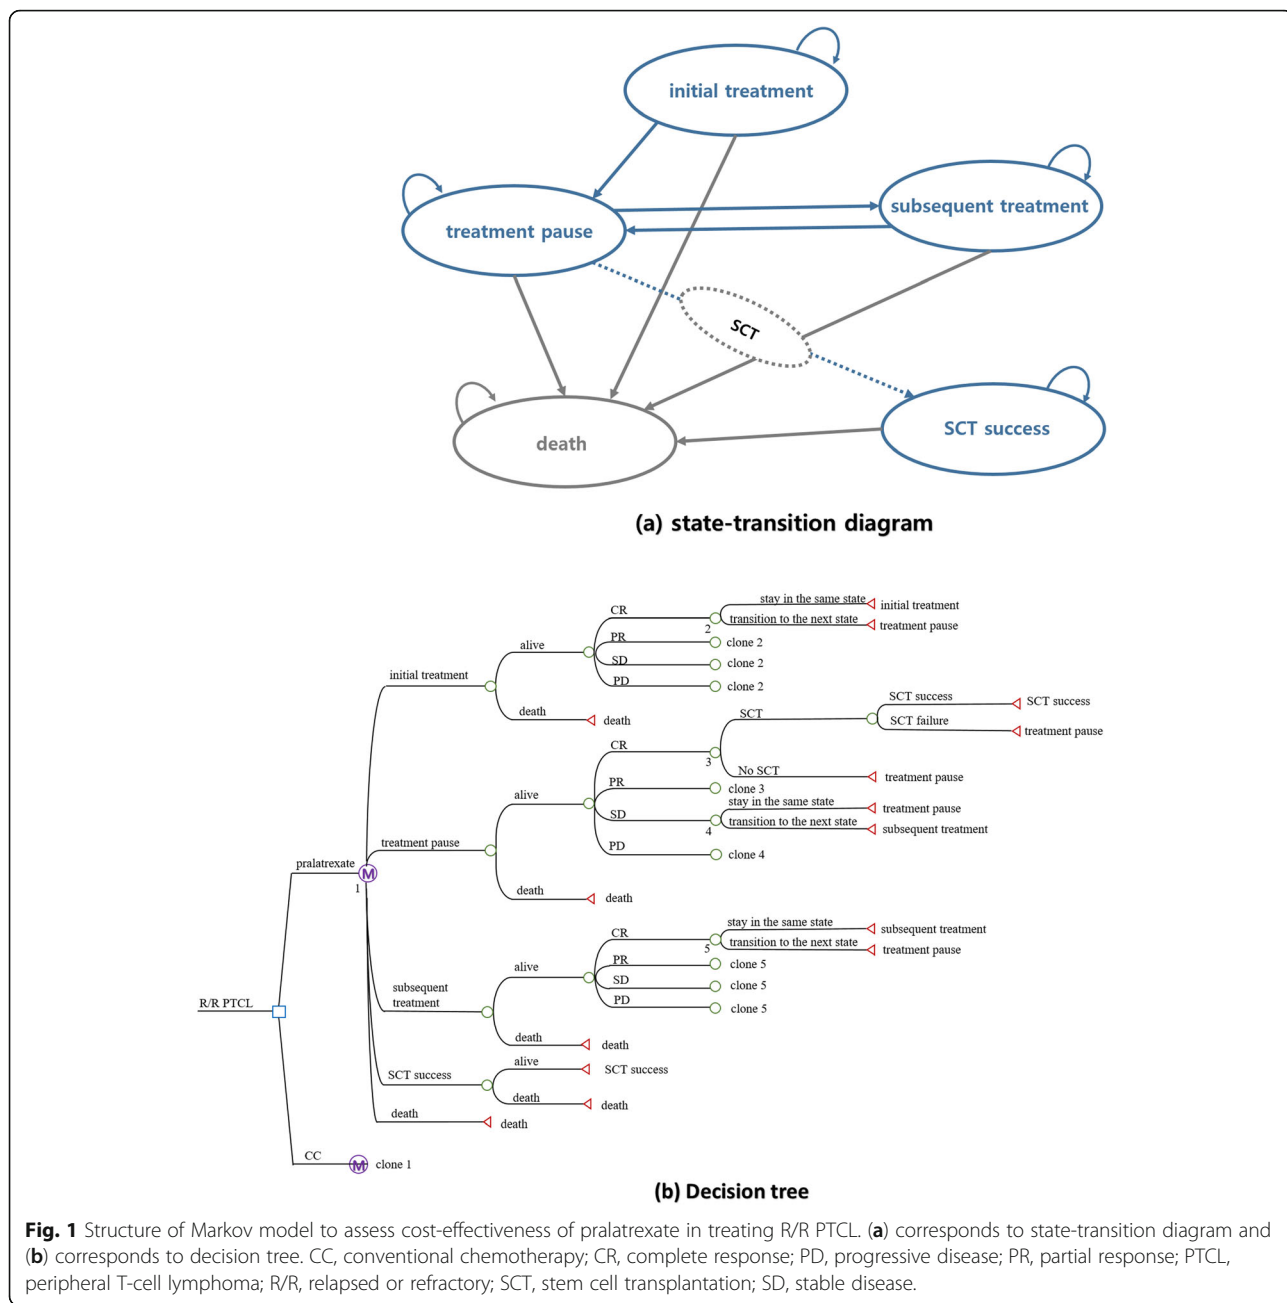 initial treatment
subsequent treatment
treatment pause
SCT
death
SCT success
(a) state-transition diagram
stay in the same state
initial treatment
CR
transition to the next state
treatment pause
2
alive
PR
clone 2
SD
clone 2
initial treatment
PD
clone 2
SCT success
SCT success
death
death
SCT
SCT failure
treatment pause
CR
3
No SCT
treatment pause
PR
clone 3
alive
stay in the same state
treatment pause
SD
transition to the next state
subsequent treatment
4
treatment pause
PD
clone 4
pralatrexate
M
1
death
death
stay in the same state
subsequent treatment
CR
transition to the next state
treatment pause
5
PR
clone 5
alive
SD
clone 5
subsequent
treatment
PD
clone 5
R/R PTCL
death
death
alive
SCT success
SCT success
death
death
death
death
CC
M
clone 1
(b) Decision tree
Fig. 1 Structure of Markov model to assess cost-effectiveness of pralatrexate in treating R/R PTCL. (a) corresponds to state-transition diagram and
(b) corresponds to decision tree. CC, conventional chemotherapy; CR, complete response; PD, progressive disease; PR, partial response; PTCL,
peripheral T-cell lymphoma; R/R, relapsed or refractory; SCT, stem cell transplantation; SD, stable disease.